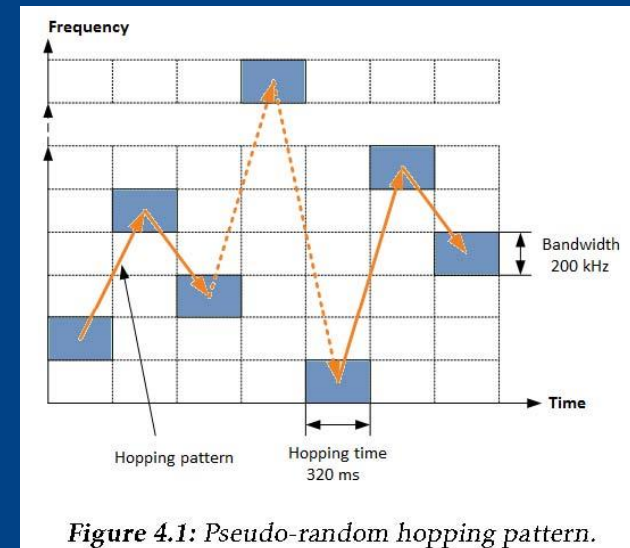 Frequency
Bandwidth
200 kHz
Time
Hopping pattern
Hopping time
320 ms
Figure 4.1: Pseudo-random hopping pattern.